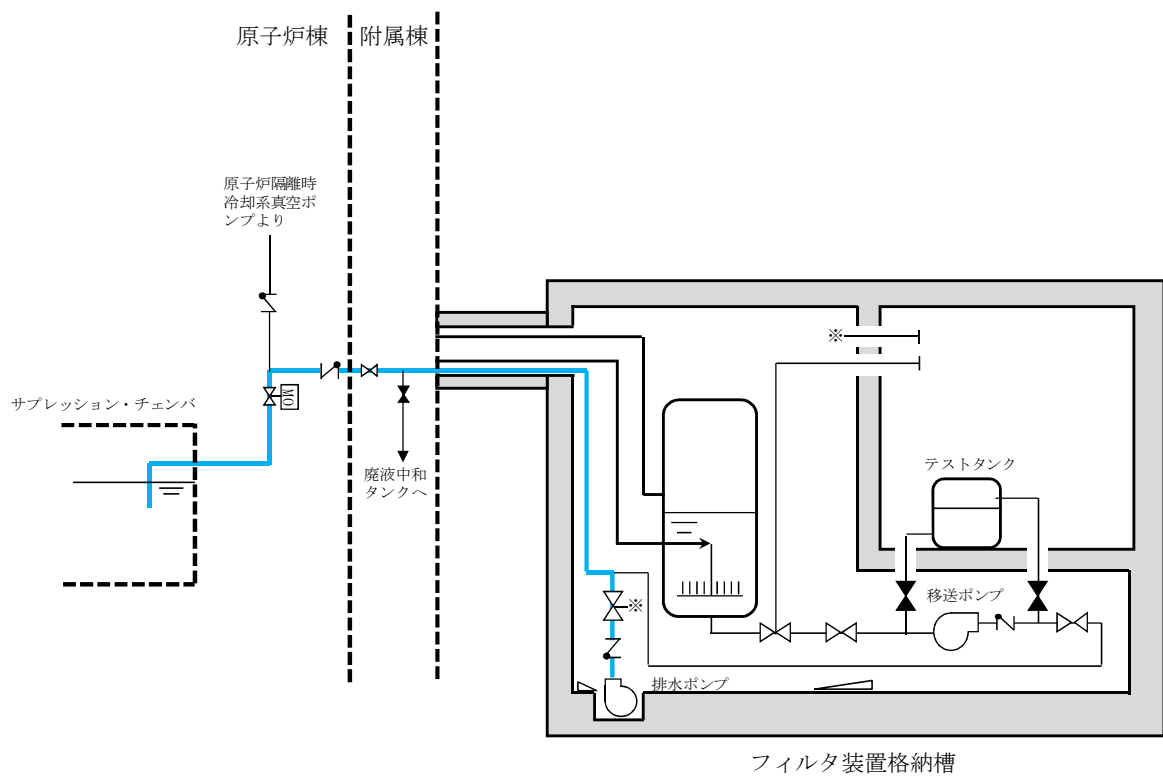 原子炉棟
附属棟
原子炉隔離時
冷却系真空ポ
ンプより
※
サプレッション・チェンバ
MO
テストタンク
廃液中和
タンクへ
移送ポンプ
※
排水ポンプ
フィルタ装置格納槽